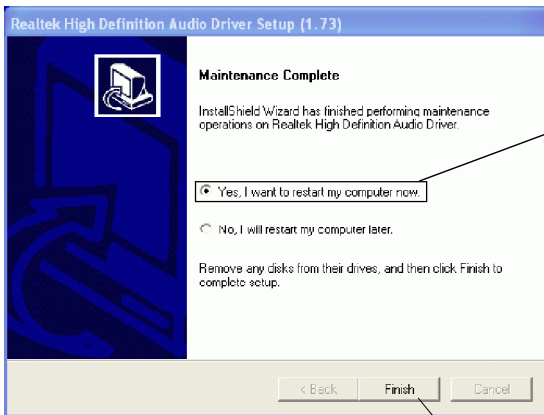 Realtek High Definition Audio Driver Setup (1.73)
Maintenance Complete
InstallShield Wizard has finished performing maintenance
operations on Realtek High Definition Audio Driver.
Yes, I want to restart my computer now.
No, I will restart my computer later.
Remove any disks from their drives, and then click Finish to
complete setup.
< Back Finish Cancel